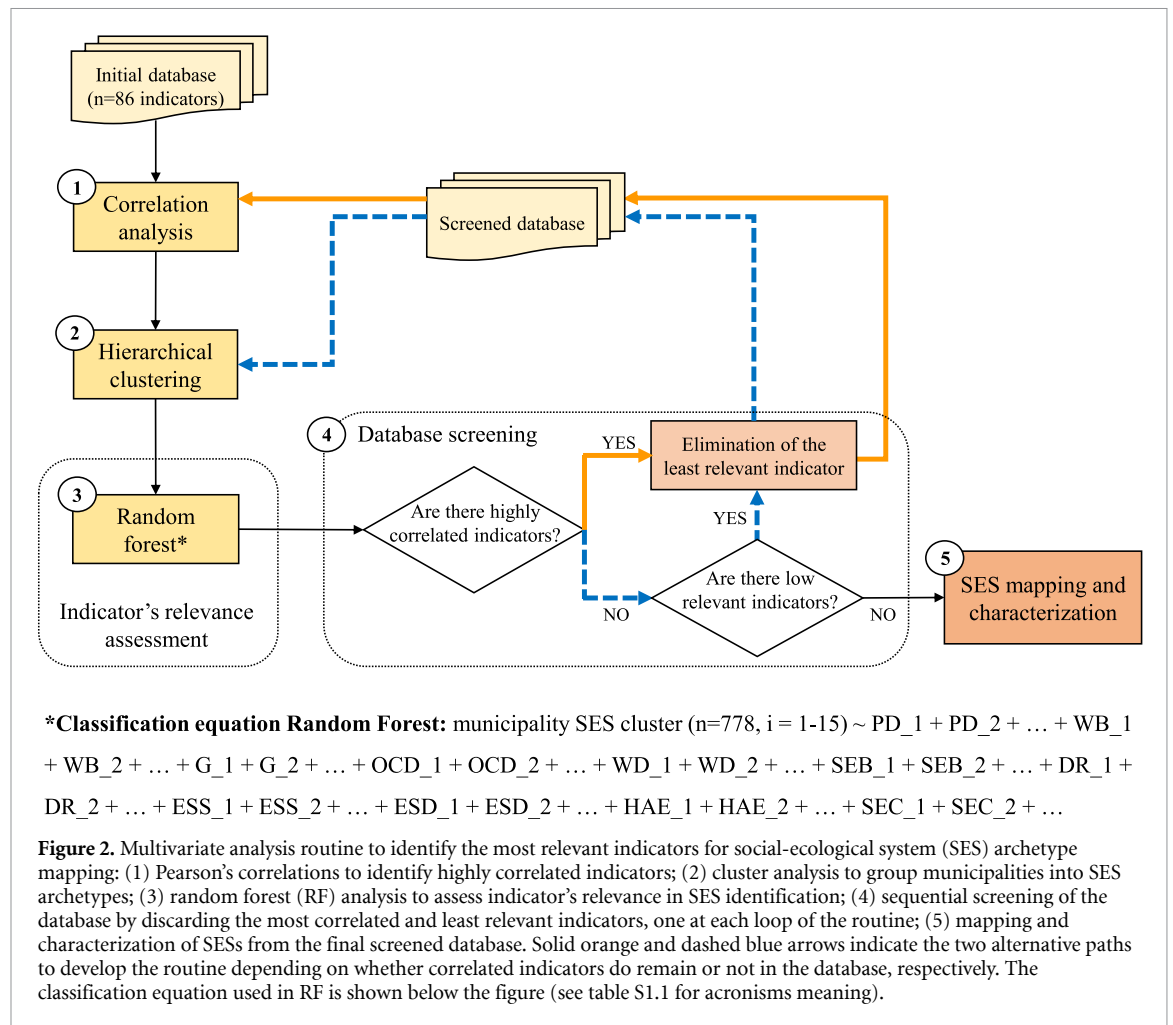 Initial database
(n=86 indicators)
1
Correlation
analysis
Screened database
2
Hierarchical
clustering
4
Database screening
YES
Elimination of the
least relevant indicator
3
Random
forest*
Are there highly
correlated indicators?
YES
Are there low
relevant indicators?
NO
NO
5
SES mapping and
characterization
Indicator's relevance
assessment
*Classification equation Random Forest: municipality SES cluster (n=778, i = 1-15) ~ PD_1 + PD_2 + … + WB_1
+ WB_2 + … + G_1 + G_2 + … + OCD_1 + OCD_2 + … + WD_1 + WD_2 + … + SEB_1 + SEB_2 + … + DR_1 +
DR_2 + … + ESS_1 + ESS_2 + … + ESD_1 + ESD_2 + … + HAE_1 + HAE_2 + … + SEC_1 + SEC_2 + …
Figure 2. Multivariate analysis routine to identify the most relevant indicators for social-ecological system (SES) archetype
mapping: (1) Pearson's correlations to identify highly correlated indicators; (2) cluster analysis to group municipalities into SES
archetypes; (3) random forest (RF) analysis to assess indicator's relevance in SES identification; (4) sequential screening of the
database by discarding the most correlated and least relevant indicators, one at each loop of the routine; (5) mapping and
characterization of SESs from the final screened database. Solid orange and dashed blue arrows indicate the two alternative paths
to develop the routine depending on whether correlated indicators do remain or not in the database, respectively. The
classification equation used in RF is shown below the figure (see table S1.1 for acronisms meaning).